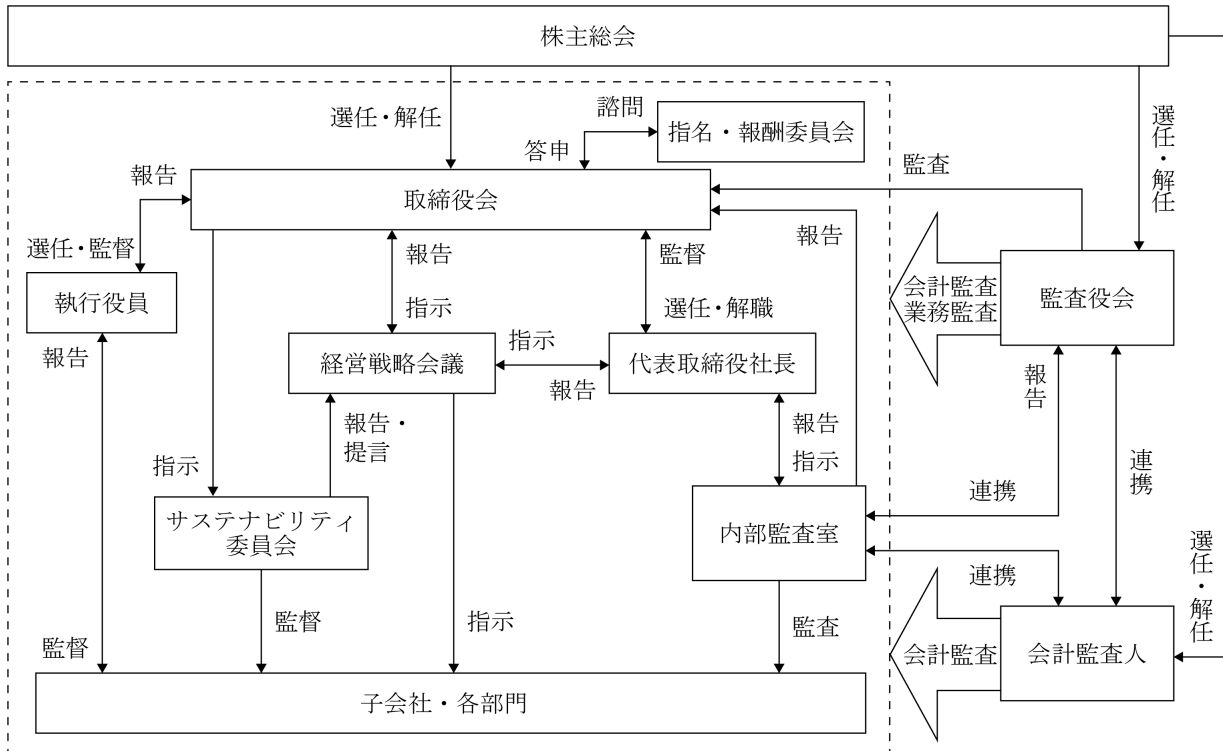 株主総会
選任・解任
諮問
指名・報酬委員会
答申
選任・解任
報告
取締役会
監査
選任・監督
報告
監督
報告
会計監査
業務監査
監査役会
執行役員
指示
選任・解職
報告
経営戦略会議
指示
報告
代表取締役社長
報告
報告・
提言
報告
指示
指示
連携
連携
サステナビリティ
委員会
内部監査室
連携
選任・解任
監督
監督
指示
監査
会計監査
会計監査人
子会社・各部門